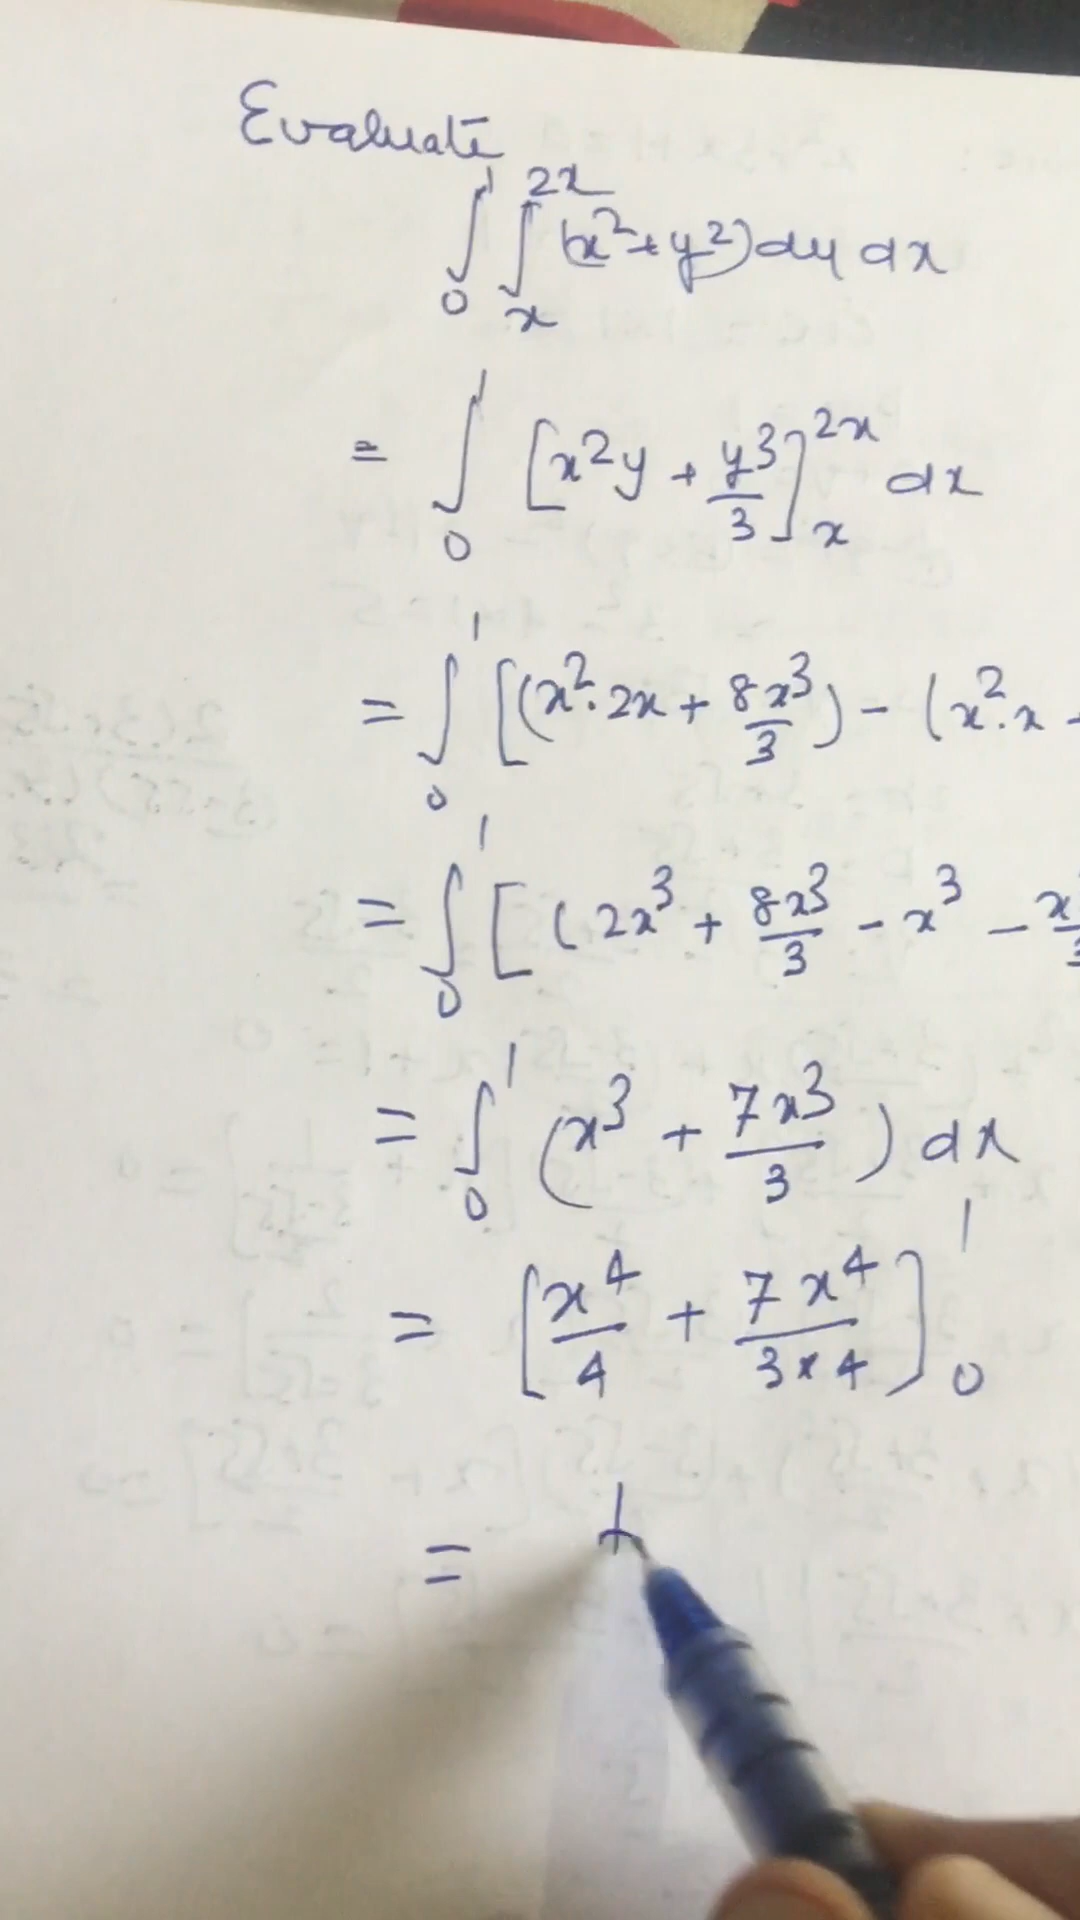 Evaluate
∫₀¹ ∫ₓ²ˣ (x²+y²) dy dx
= ∫₀¹ [x²y + y³/3]ₓ²ˣ dx
= ∫₀¹ [(x²·2x + 8x³/3) - (x²·x +
= ∫₀¹ [(2x³ + 8x³/3 - x³ - x
= ∫₀¹ (x³ + 7x³/3) dx
= [x⁴/4 + 7x⁴/(3×4)]₀¹
= 1